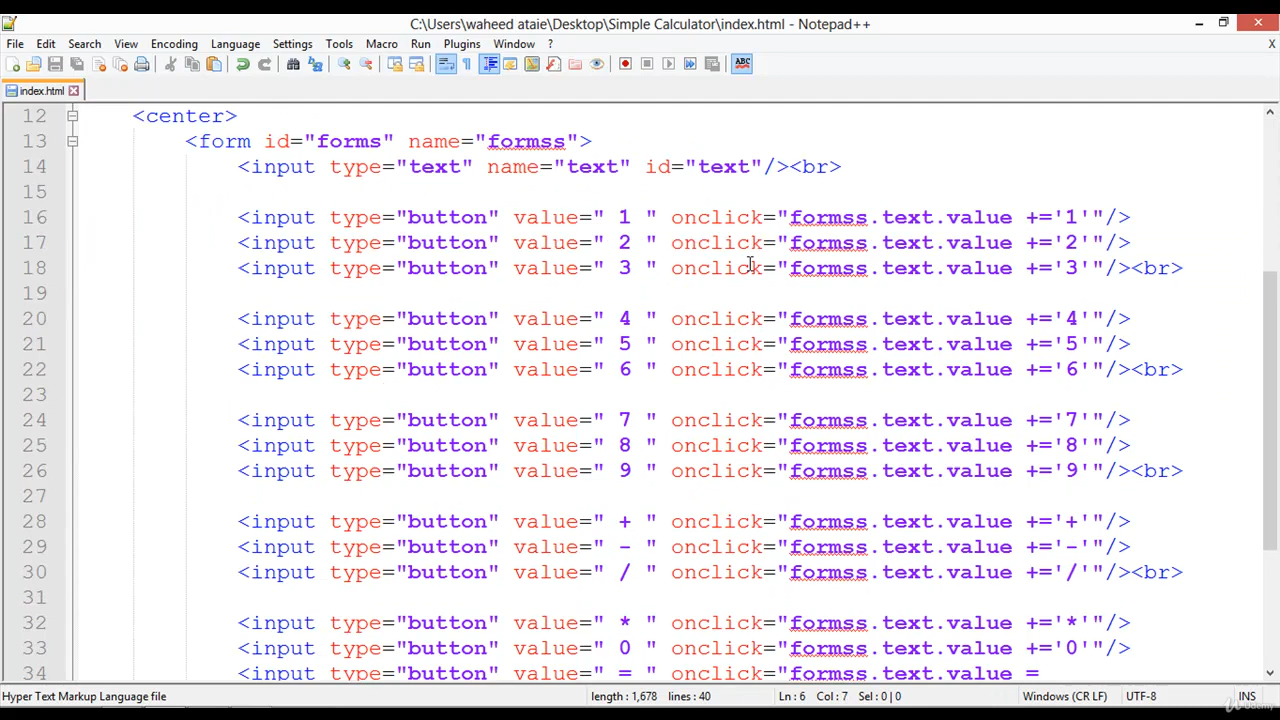 C:\Users\waheed ataie\Desktop\Simple Calculator\index.html - Notepad++
File Edit Search View Encoding Language Settings Tools Macro Run Plugins Window ? X
ABC
index.html
12 <center>
13 <form id="forms" name="formss">
14 <input type="text" name="text" id="text"/><br>
15
16 <input type="button" value=" 1 " onclick="formss.text.value +='1'"/>
17 <input type="button" value=" 2 " onclick="formss.text.value +='2'"/>
18 <input type="button" value=" 3 " onclick="formss.text.value +='3'"/><br>
19
20 <input type="button" value=" 4 " onclick="formss.text.value +='4'"/>
21 <input type="button" value=" 5 " onclick="formss.text.value +='5'"/>
22 <input type="button" value=" 6 " onclick="formss.text.value +='6'"/><br>
23
24 <input type="button" value=" 7 " onclick="formss.text.value +='7'"/>
25 <input type="button" value=" 8 " onclick="formss.text.value +='8'"/>
26 <input type="button" value=" 9 " onclick="formss.text.value +='9'"/><br>
27
28 <input type="button" value=" + " onclick="formss.text.value +='+'"/>
29 <input type="button" value=" - " onclick="formss.text.value +='-'"/>
30 <input type="button" value=" / " onclick="formss.text.value +='/'"/><br>
31
32 <input type="button" value=" * " onclick="formss.text.value +='*'"/>
33 <input type="button" value=" 0 " onclick="formss.text.value +='0'"/>
34 <input type="button" value=" = " onclick="formss.text.value =
Hyper Text Markup Language file length : 1,678 lines : 40 Ln : 6 Col : 7 Sel : 0 | 0 Windows (CR LF) UTF-8 INS
Udemy